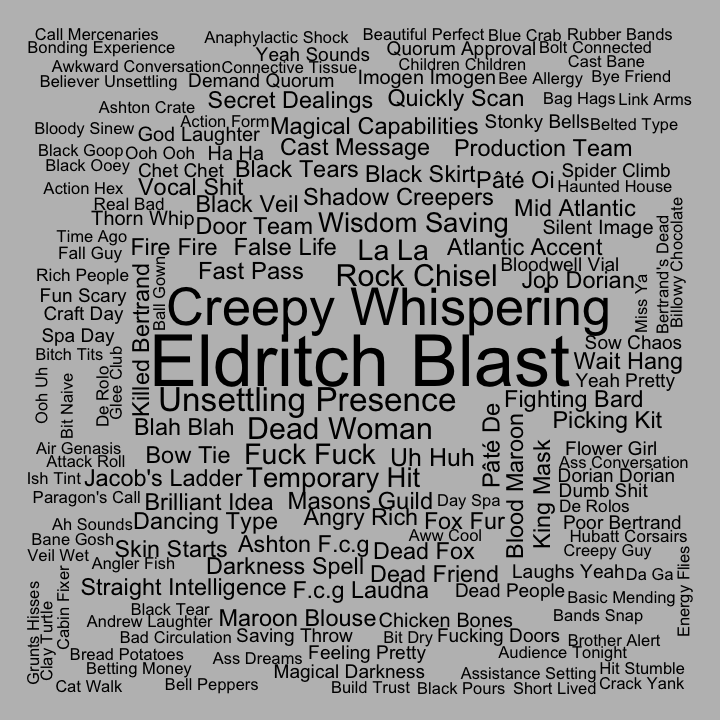 Call Mercenaries
Anaphylactic Shock
Beautiful Perfect
Blue Crab
Rubber Bands
Bonding Experience
Yeah Sounds
Quorum Approval
Bolt Connected
Awkward Conversation
Connective Tissue
Children Children
Cast Bane
Believer Unsettling
Demand Quorum
Imogen Imogen
Bee Allergy
Bye Friend
Ashton Crate
Secret Dealings
Quickly Scan
Bag Hags
Link Arms
Bloody Sinew
Action Form
God Laughter
Magical Capabilities
Stonky Bells
Belted Type
Black Goop
Ooh Ooh
Ha Ha
Cast Message
Production Team
Black Ooey
Chet Chet
Black Tears
Black Skirt
Pâté Oi
Spider Climb
Action Hex
Vocal Shit
Haunted House
Real Bad
Black Veil
Shadow Creepers
Mid Atlantic
Thorn Whip
Door Team
Wisdom Saving
Silent Image
Time Ago
Fall Guy
Fire Fire
False Life
La La
Atlantic Accent
Bertrand's Dead
Billowy Chocolate
Rich People
Fast Pass
Rock Chisel
Bloodwell Vial
Job Dorian
Miss Ya
Fun Scary
Craft Day
Killed Bertrand
Ball Gown
Creepy Whispering
Spa Day
Bitch Tits
Eldritch Blast
Sow Chaos
Wait Hang
Yeah Pretty
Ooh Uh
Bit Naive
De Rolo
Glee Club
Unsettling Presence
Fighting Bard
Blah Blah
Dead Woman
Pâté De
Blood Maroon
King Mask
Picking Kit
Air Genasis
Attack Roll
Bow Tie
Fuck Fuck
Uh Huh
Flower Girl
Ass Conversation
Ish Tint
Jacob's Ladder
Temporary Hit
Dorian Dorian
Dumb Shit
Paragon's Call
Brilliant Idea
Masons Guild
Day Spa
De Rolos
Ah Sounds
Dancing Type
Angry Rich
Fox Fur
Poor Bertrand
Bane Gosh
Veil Wet
Skin Starts
Ashton F.c.g
Aww Cool
Dead Fox
Hubatt Corsairs
Creepy Guy
Angler Fish
Darkness Spell
Dead Friend
Laughs Yeah
Da Ga
Energy Flies
Grunts Hisses
Clay Turtle
Cabin Fixer
Straight Intelligence
F.c.g Laudna
Dead People
Basic Mending
Black Tear
Andrew Laughter
Maroon Blouse
Chicken Bones
Bands Snap
Bad Circulation
Saving Throw
Bit Dry
Fucking Doors
Brother Alert
Bread Potatoes
Ass Dreams
Feeling Pretty
Audience Tonight
Betting Money
Magical Darkness
Assistance Setting
Hit Stumble
Cat Walk
Bell Peppers
Build Trust
Black Pours
Short Lived
Crack Yank